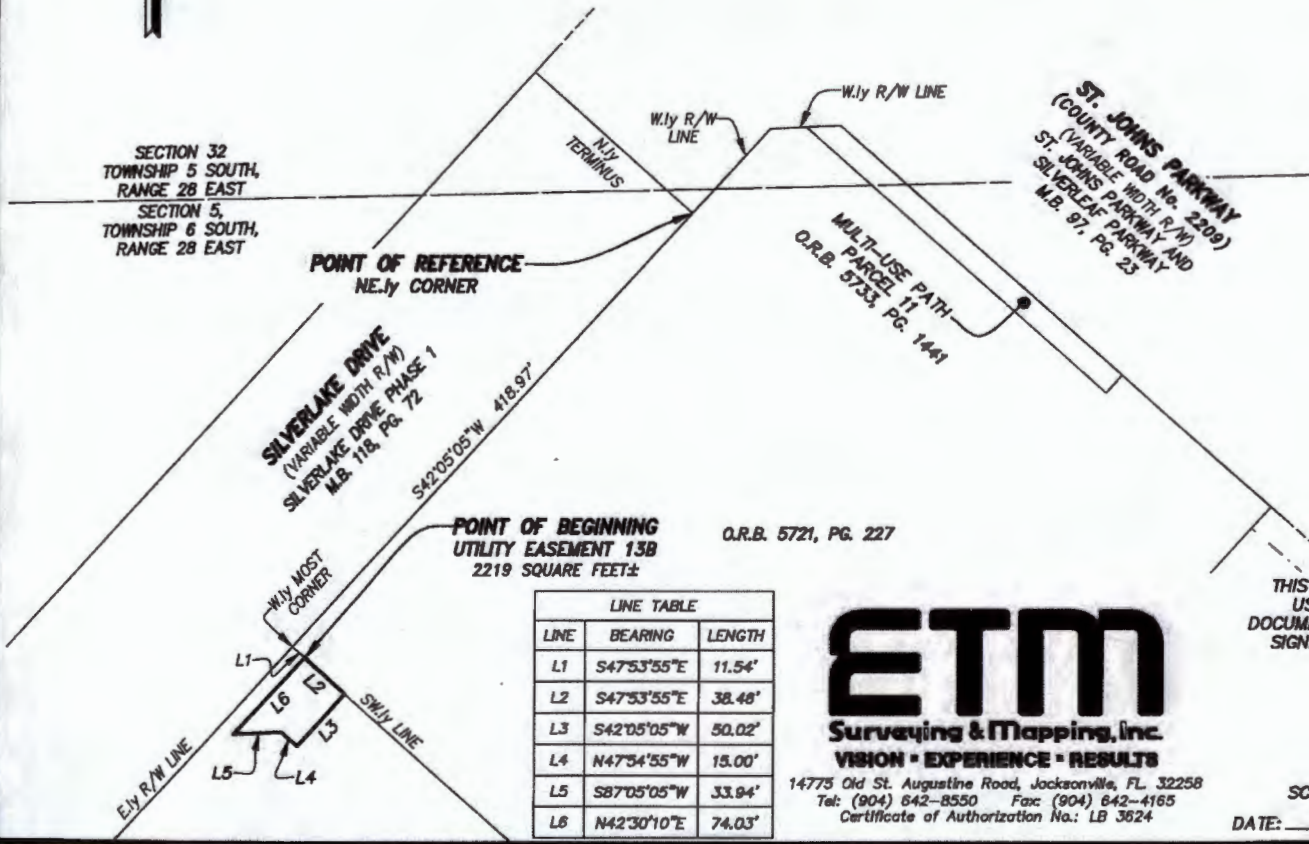 SECTION 32
TOWNSHIP 5 SOUTH,
RANGE 28 EAST
SECTION 5,
TOWNSHIP 6 SOUTH,
RANGE 28 EAST
N.ly
TERMINUS
W.ly R/W
LINE
W.ly R/W LINE
ST. JOHNS PARKWAY
(COUNTY ROAD No. 2209)
(VARIABLE WIDTH R/W)
ST. JOHNS PARKWAY AND
SILVERLEAF PARKWAY
M.B. 97, PG. 23
POINT OF REFERENCE
NE.ly CORNER
MULTI-USE PATH
PARCEL 11
O.R.B. 5733, PG. 1441
SILVERLAKE DRIVE
(VARIABLE WIDTH R/W)
SILVERLAKE DRIVE PHASE 1
M.B. 118, PG. 72
S42°05'05"W 418.97'
POINT OF BEGINNING
UTILITY EASEMENT 13B
2219 SQUARE FEET±
O.R.B. 5721, PG. 227
W.ly MOST
CORNER
L1
L2
L6
L3
L5
L4
SW.ly LINE
E.ly R/W LINE
LINE TABLE
LINE BEARING LENGTH
L1 S47°53'55"E 11.54'
L2 S47°53'55"E 38.48'
L3 S42°05'05"W 50.02'
L4 N47°54'55"W 15.00'
L5 S87°05'05"W 33.94'
L6 N42°30'10"E 74.03'
ETM
Surveying & Mapping, Inc.
VISION • EXPERIENCE • RESULTS
14775 Old St. Augustine Road, Jacksonville, FL. 32258
Tel: (904) 642-8550 Fax: (904) 642-4165
Certificate of Authorization No.: LB 3624
THIS
US
DOCUM
SIGN
SC
DATE: